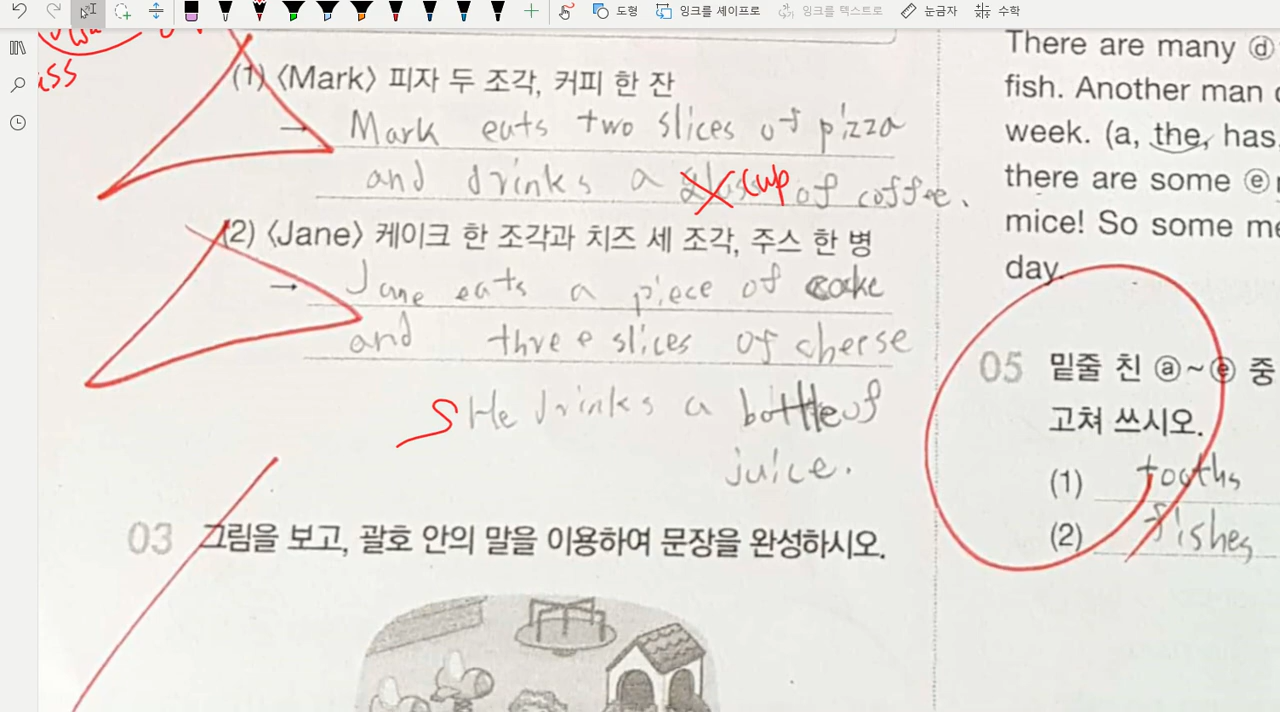 도형
잉크를 셰이프로
잉크를 텍스트로
눈금자
수학
ass
(1) 〈Mark〉 피자 두 조각, 커피 한 잔
→ Mark eats two slices of pizza
and drinks a cup of coffee.
(2) 〈Jane〉 케이크 한 조각과 치즈 세 조각, 주스 한 병
→ Jane eats a piece of cake
and three slices of cheese
SHe drinks a bottle of
juice.
03 그림을 보고, 괄호 안의 말을 이용하여 문장을 완성하시오.
There are many ⓓ
fish. Another man
week. (a, the, has,
there are some ⓔ
mice! So some
day.
05 밑줄 친 ⓐ~ⓔ 중
고쳐 쓰시오.
(1) tooths
(2) fishes